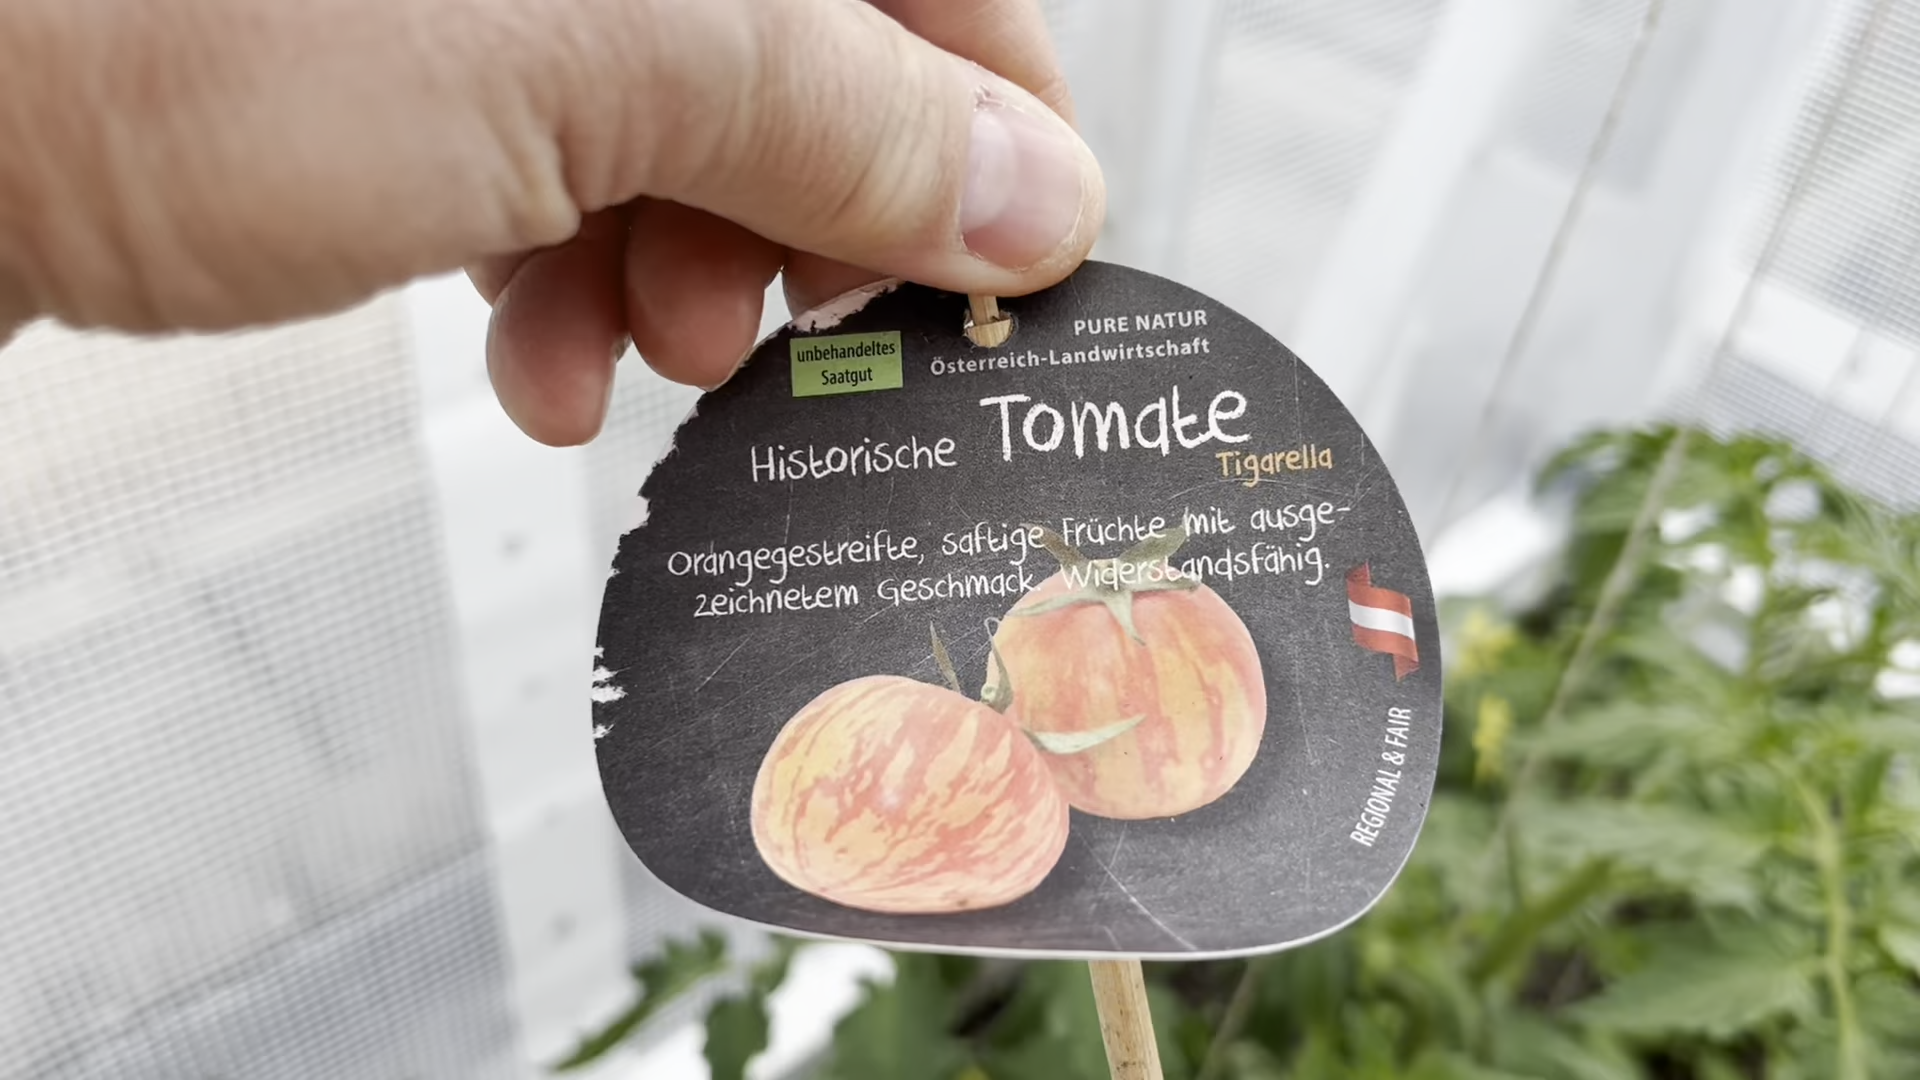 unbehandeltes
Saatgut
PURE NATUR
Österreich-Landwirtschaft
Historische Tomate
Tigarella
Orangegestreifte, saftige Früchte mit ausge-
zeichnetem Geschmack. Widerstandsfähig.
REGIONAL & FAIR